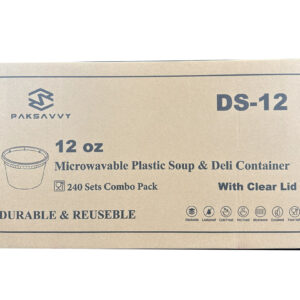 PAKSAVVY
DS-12
12 oz
Microwavable Plastic Soup & Deli Container
240 Sets Combo Pack
With Clear Lid
DURABLE & REUSEBLE